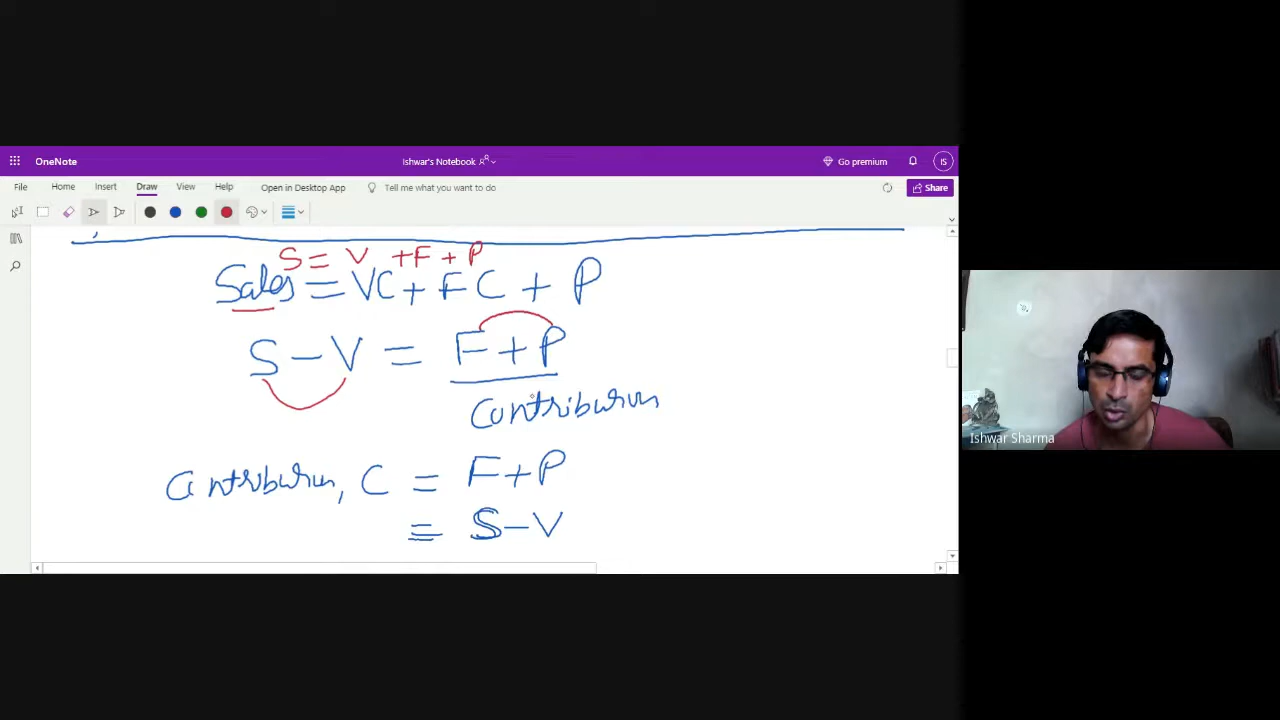 OneNote
Ishwar's Notebook
Go premium
IS
File Home Insert Draw View Help Open in Desktop App Tell me what you want to do
Share
S = V + F + P
Sales = VC + FC + P
S - V = F + P
Contribution
Contribution, C = F + P
= S - V
Ishwar Sharma